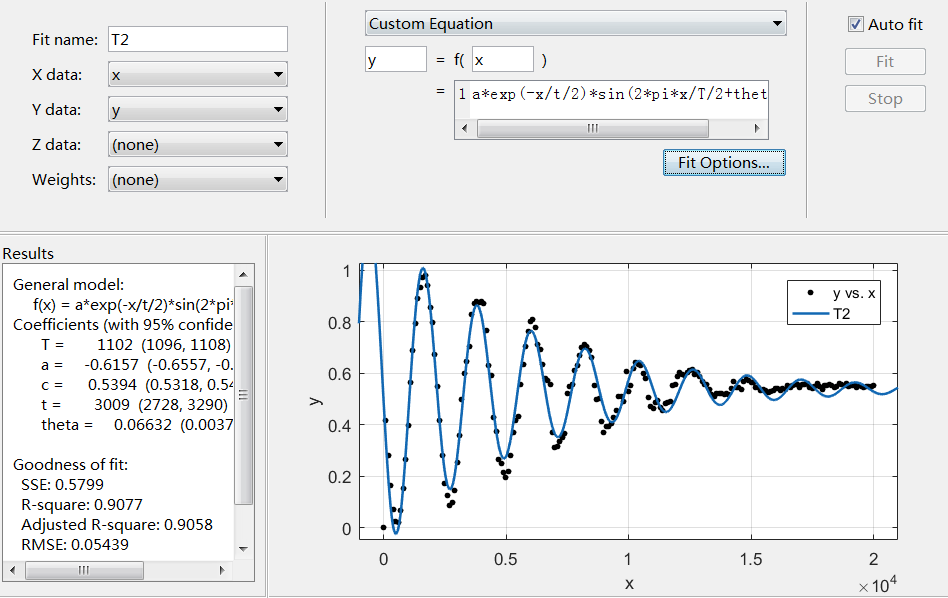 Fit name: T2
X data: x
Y data: y
Z data: (none)
Weights: (none)
Custom Equation
y = f( x )
= 1 a*exp(-x/t/2)*sin(2*pi*x/T/2+thet
Fit Options...
Auto fit
Fit
Stop
Results
General model:
f(x) = a*exp(-x/t/2)*sin(2*pi*
Coefficients (with 95% confide
T = 1102 (1096, 1108)
a = -0.6157 (-0.6557, -0.
c = 0.5394 (0.5318, 0.54
t = 3009 (2728, 3290)
theta = 0.06632 (0.0037
Goodness of fit:
SSE: 0.5799
R-square: 0.9077
Adjusted R-square: 0.9058
RMSE: 0.05439
1
0.8
0.6
0.4
0.2
0
y
0 0.5 1 1.5 2
x
×10^4
y vs. x
T2